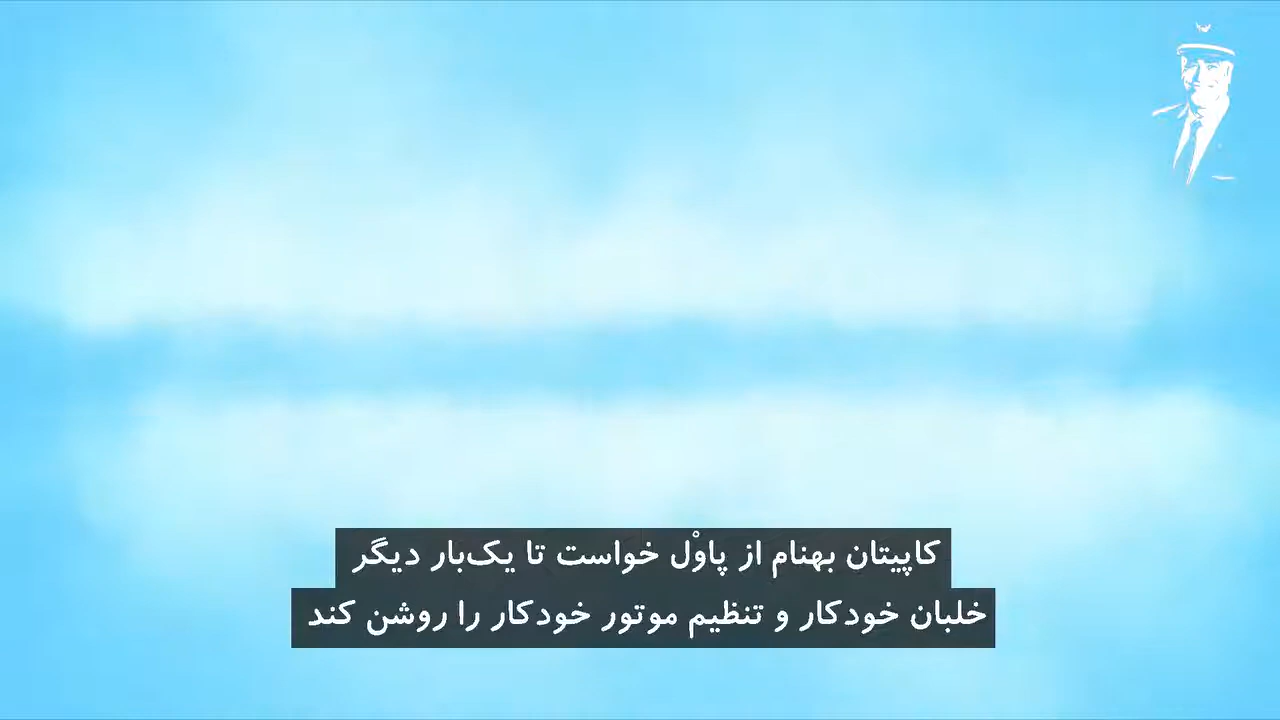 کاپیتان بهنام از پاوْل خواست تا یک‌بار دیگر
خلبان خودکار و تنظیم موتور خودکار را روشن کند